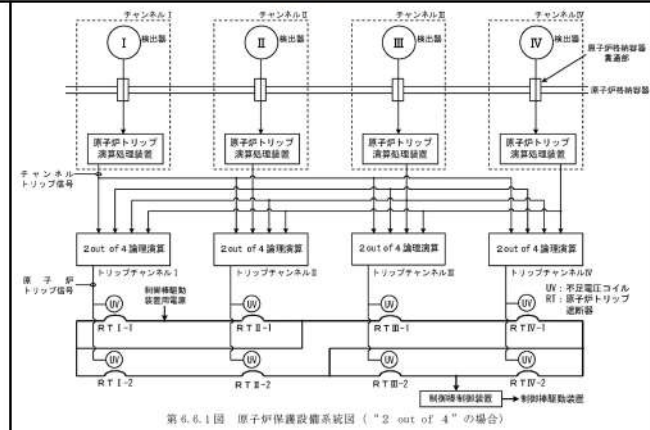 チャンネルⅠ
チャンネルⅡ
チャンネルⅢ
チャンネルⅣ
Ⅰ
検出器
Ⅱ
検出器
Ⅲ
検出器
Ⅳ
検出器
原子炉格納容器
貫通部
原子炉格納容器
原子炉トリップ
演算処理装置
原子炉トリップ
演算処理装置
原子炉トリップ
演算処理装置
原子炉トリップ
演算処理装置
チャンネル
トリップ信号
2 out of 4 論理演算
2 out of 4 論理演算
2 out of 4 論理演算
2 out of 4 論理演算
トリップチャンネルⅠ
トリップチャンネルⅡ
トリップチャンネルⅢ
トリップチャンネルⅣ
原子炉
トリップ信号
制御棒駆動
装置用電源
UV:不足電圧コイル
RT:原子炉トリップ
遮断器
UV
UV
UV
UV
RTⅠ-1
RTⅡ-1
RTⅢ-1
RTⅣ-1
UV
UV
UV
UV
RTⅠ-2
RTⅡ-2
RTⅢ-2
RTⅣ-2
制御棒制御装置
制御棒駆動装置
第6.6.1図 原子炉保護設備系統図(“2 out of 4”の場合)